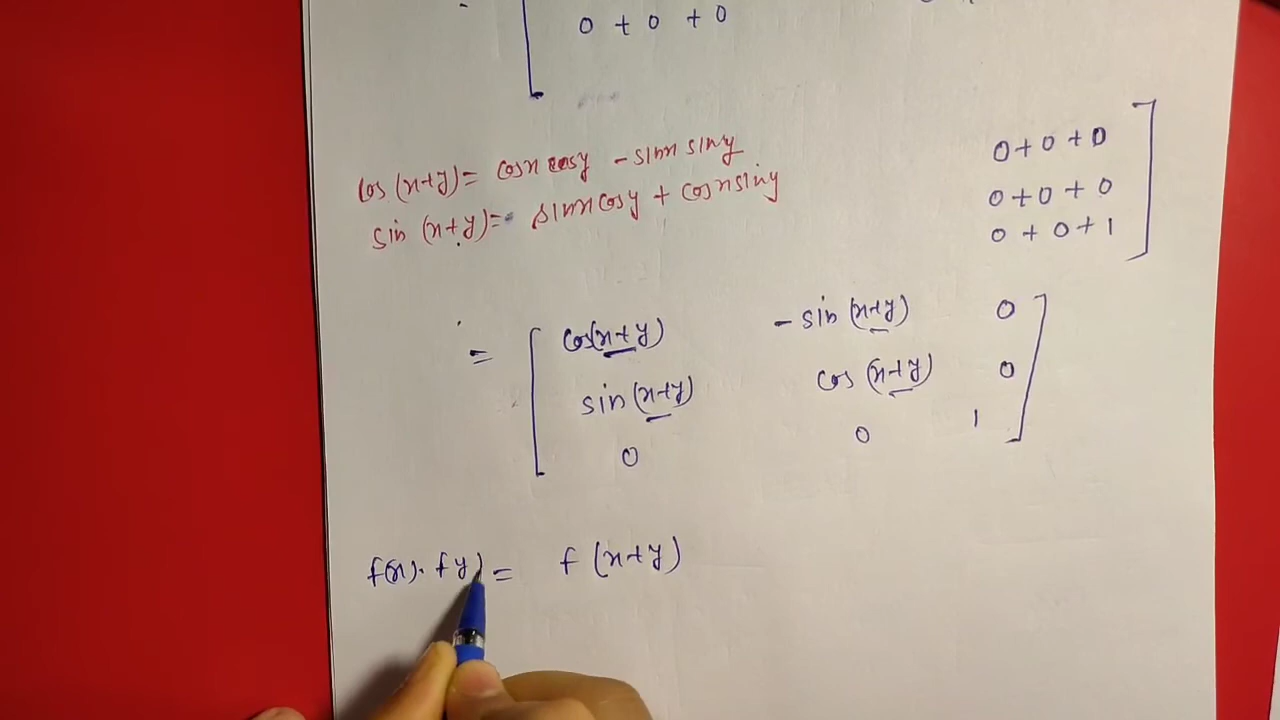 0 + 0 + 0
cos (x+y) = cosx cosy - sinx siny
sin (x+y) = sinx cosy + cosx siny
0 + 0 + 0
0 + 0 + 0
0 + 0 + 1
= [ cos(x+y) - sin (x+y) 0
sin (x+y) cos (x+y) 0
0 0 1 ]
f(x). f y) = f (x+y)